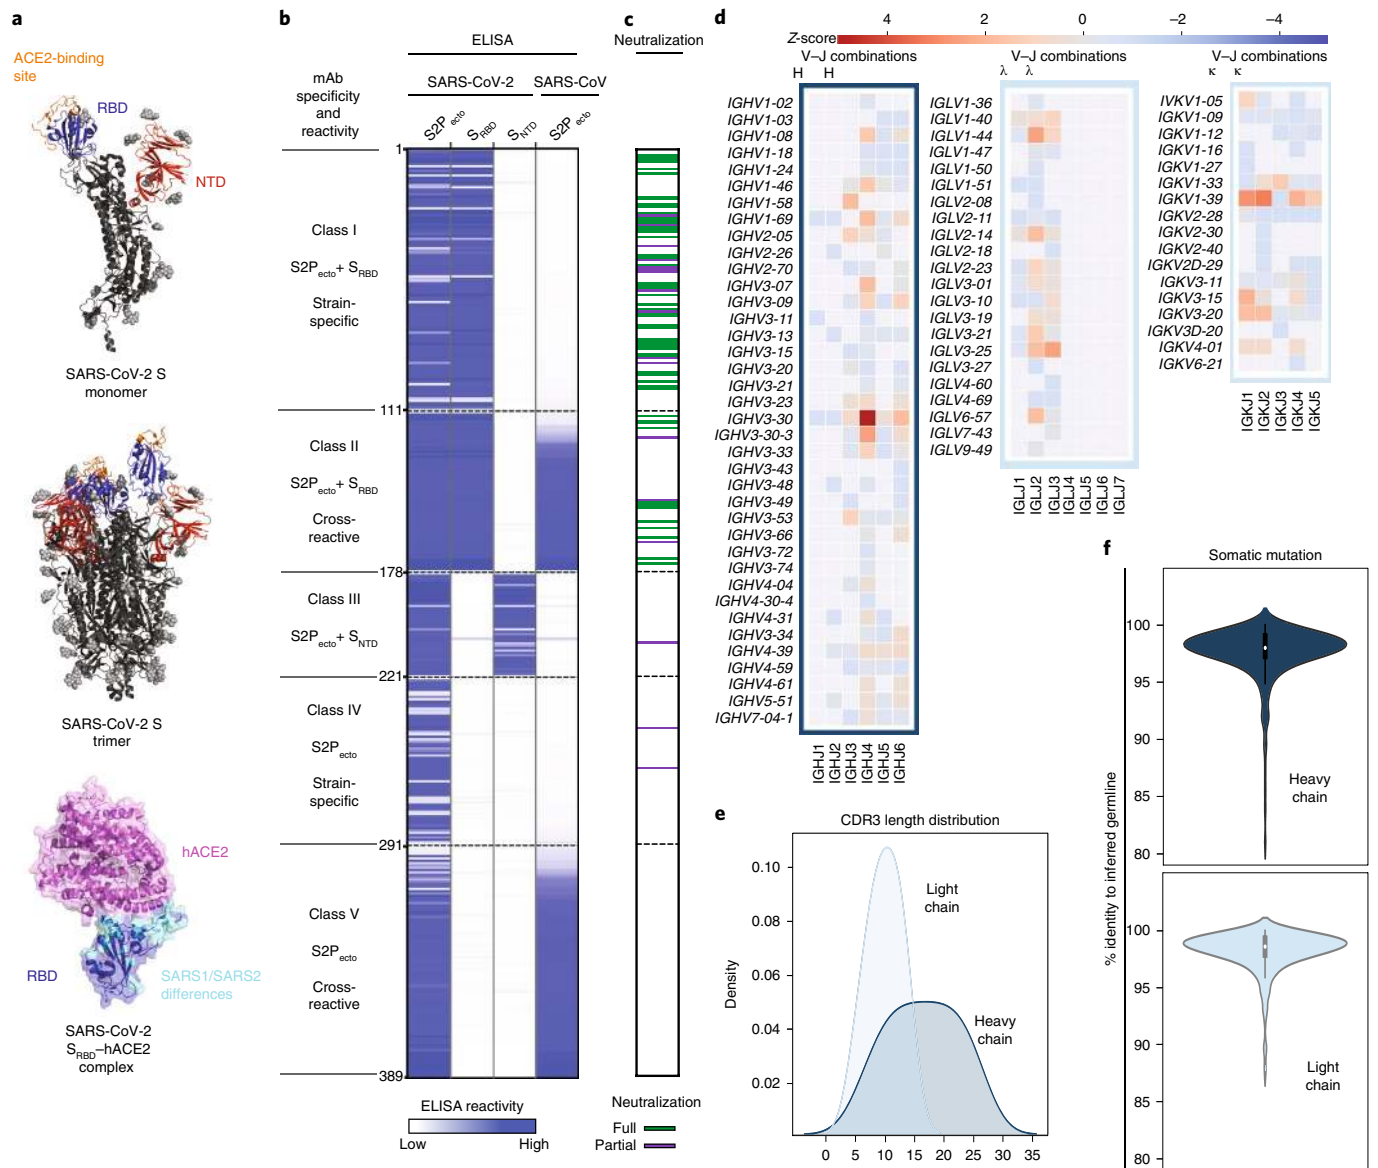 a
ACE2-binding
site
RBD
NTD
SARS-CoV-2 S
monomer
SARS-CoV-2 S
trimer
hACE2
RBD
SARS1/SARS2
differences
SARS-CoV-2
SRBD–hACE2
complex
b
ELISA
mAb
specificity
and
reactivity
SARS-CoV-2
SARS-CoV
S2Pecto
SRBD
SNTD
S2Pecto
1
Class I
S2Pecto+ SRBD
Strain-
specific
111
Class II
S2Pecto + SRBD
Cross-
reactive
178
Class III
S2Pecto+ SNTD
221
Class IV
S2Pecto
Strain-
specific
291
Class V
S2Pecto
Cross-
reactive
389
ELISA reactivity
Low
High
c
Neutralization
Neutralization
Full
Partial
d
4
2
0
−2
−4
Z-score
V–J combinations
H H
IGHV1-02
IGHV1-03
IGHV1-08
IGHV1-18
IGHV1-24
IGHV1-46
IGHV1-58
IGHV1-69
IGHV2-05
IGHV2-26
IGHV2-70
IGHV3-07
IGHV3-09
IGHV3-11
IGHV3-13
IGHV3-15
IGHV3-20
IGHV3-21
IGHV3-23
IGHV3-30
IGHV3-30-3
IGHV3-33
IGHV3-43
IGHV3-48
IGHV3-49
IGHV3-53
IGHV3-66
IGHV3-72
IGHV3-74
IGHV4-04
IGHV4-30-4
IGHV4-31
IGHV3-34
IGHV4-39
IGHV4-59
IGHV4-61
IGHV5-51
IGHV7-04-1
IGHJ1
IGHJ2
IGHJ3
IGHJ4
IGHJ5
IGHJ6
V–J combinations
λ λ
IGLV1-36
IGLV1-40
IGLV1-44
IGLV1-47
IGLV1-50
IGLV1-51
IGLV2-08
IGLV2-11
IGLV2-14
IGLV2-18
IGLV2-23
IGLV3-01
IGLV3-10
IGLV3-19
IGLV3-21
IGLV3-25
IGLV3-27
IGLV4-60
IGLV4-69
IGLV6-57
IGLV7-43
IGLV9-49
IGLJ1
IGLJ2
IGLJ3
IGLJ4
IGLJ5
IGLJ6
IGLJ7
V–J combinations
κ κ
IVKV1-05
IGKV1-09
IGKV1-12
IGKV1-16
IGKV1-27
IGKV1-33
IGKV1-39
IGKV2-28
IGKV2-30
IGKV2-40
IGKV2D-29
IGKV3-11
IGKV3-15
IGKV3-20
IGKV3D-20
IGKV4-01
IGKV6-21
IGKJ1
IGKJ2
IGKJ3
IGKJ4
IGKJ5
e
CDR3 length distribution
Density
0.10
0.08
0.06
0.04
0.02
Light
chain
Heavy
chain
0 5 10 15 20 25 30 35
f
Somatic mutation
% identity to inferred germline
100
95
90
85
80
Heavy
chain
100
95
90
85
80
Light
chain